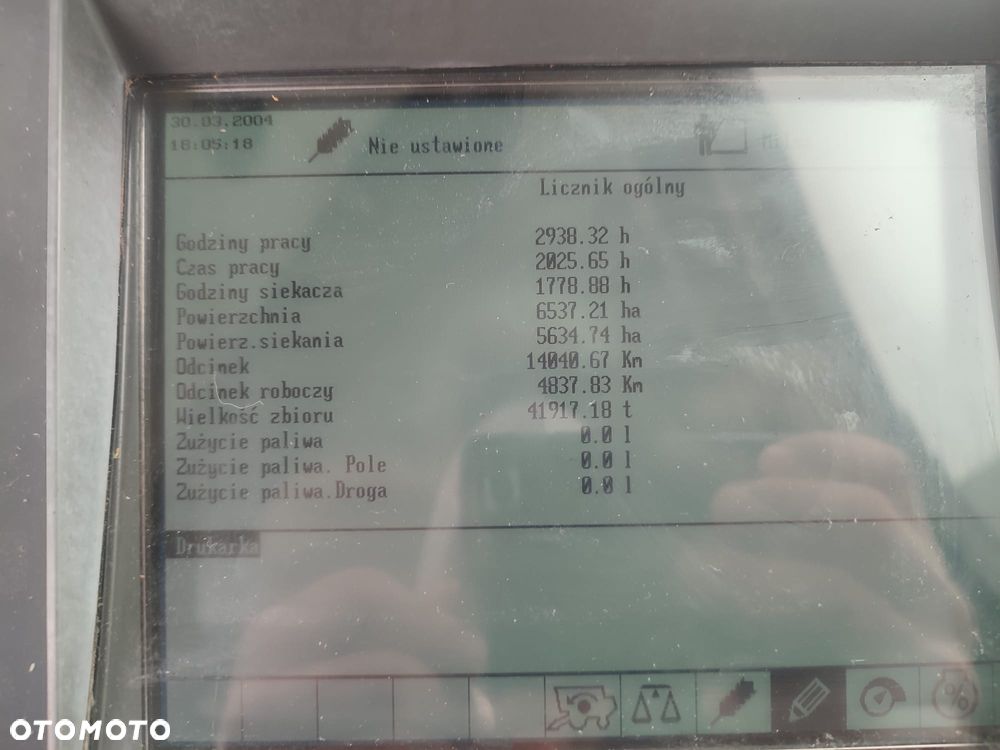 30.03.2004
18:05:18
Nie ustawione
Licznik ogólny
Godziny pracy 2938.32 h
Czas pracy 2025.65 h
Godziny siekacza 1778.88 h
Powierzchnia 6537.21 ha
Powierz.siekania 5634.74 ha
Odcinek 14040.67 Km
Odcinek roboczy 4837.83 Km
Wielkość zbioru 41917.18 t
Zużycie paliwa 0.0 l
Zużycie paliwa. Pole 0.0 l
Zużycie paliwa.Droga 0.0 l
Drukarka
%
OTOMOTO